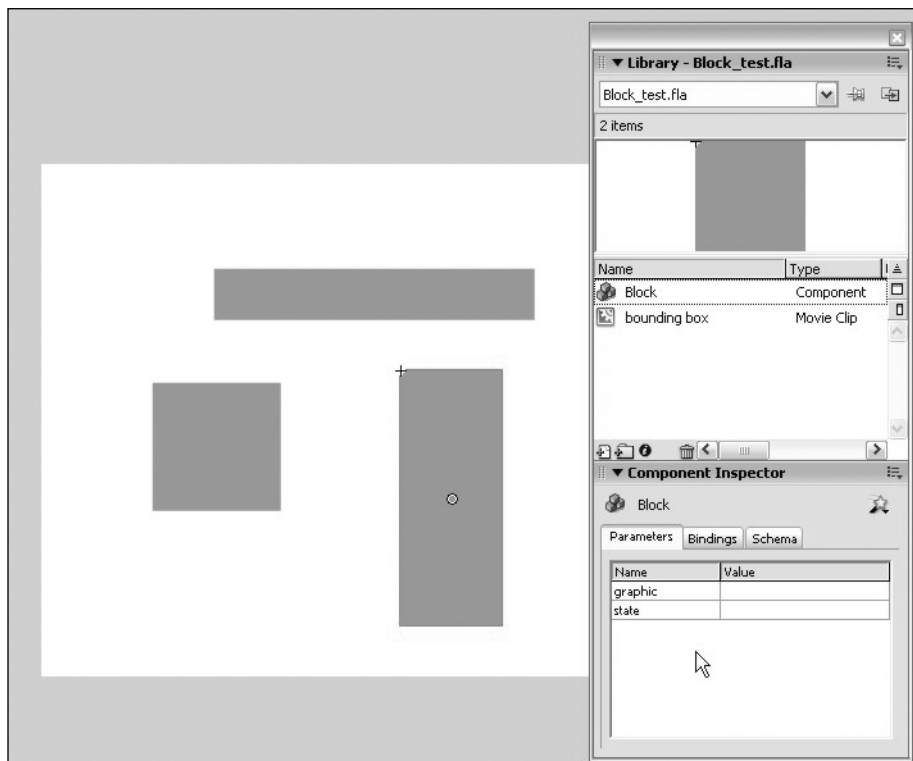 Library - Block_test.fla
Block_test.fla
2 items
Name Type
Block Component
bounding box Movie Clip
Component Inspector
Block
Parameters Bindings Schema
Name Value
graphic
state